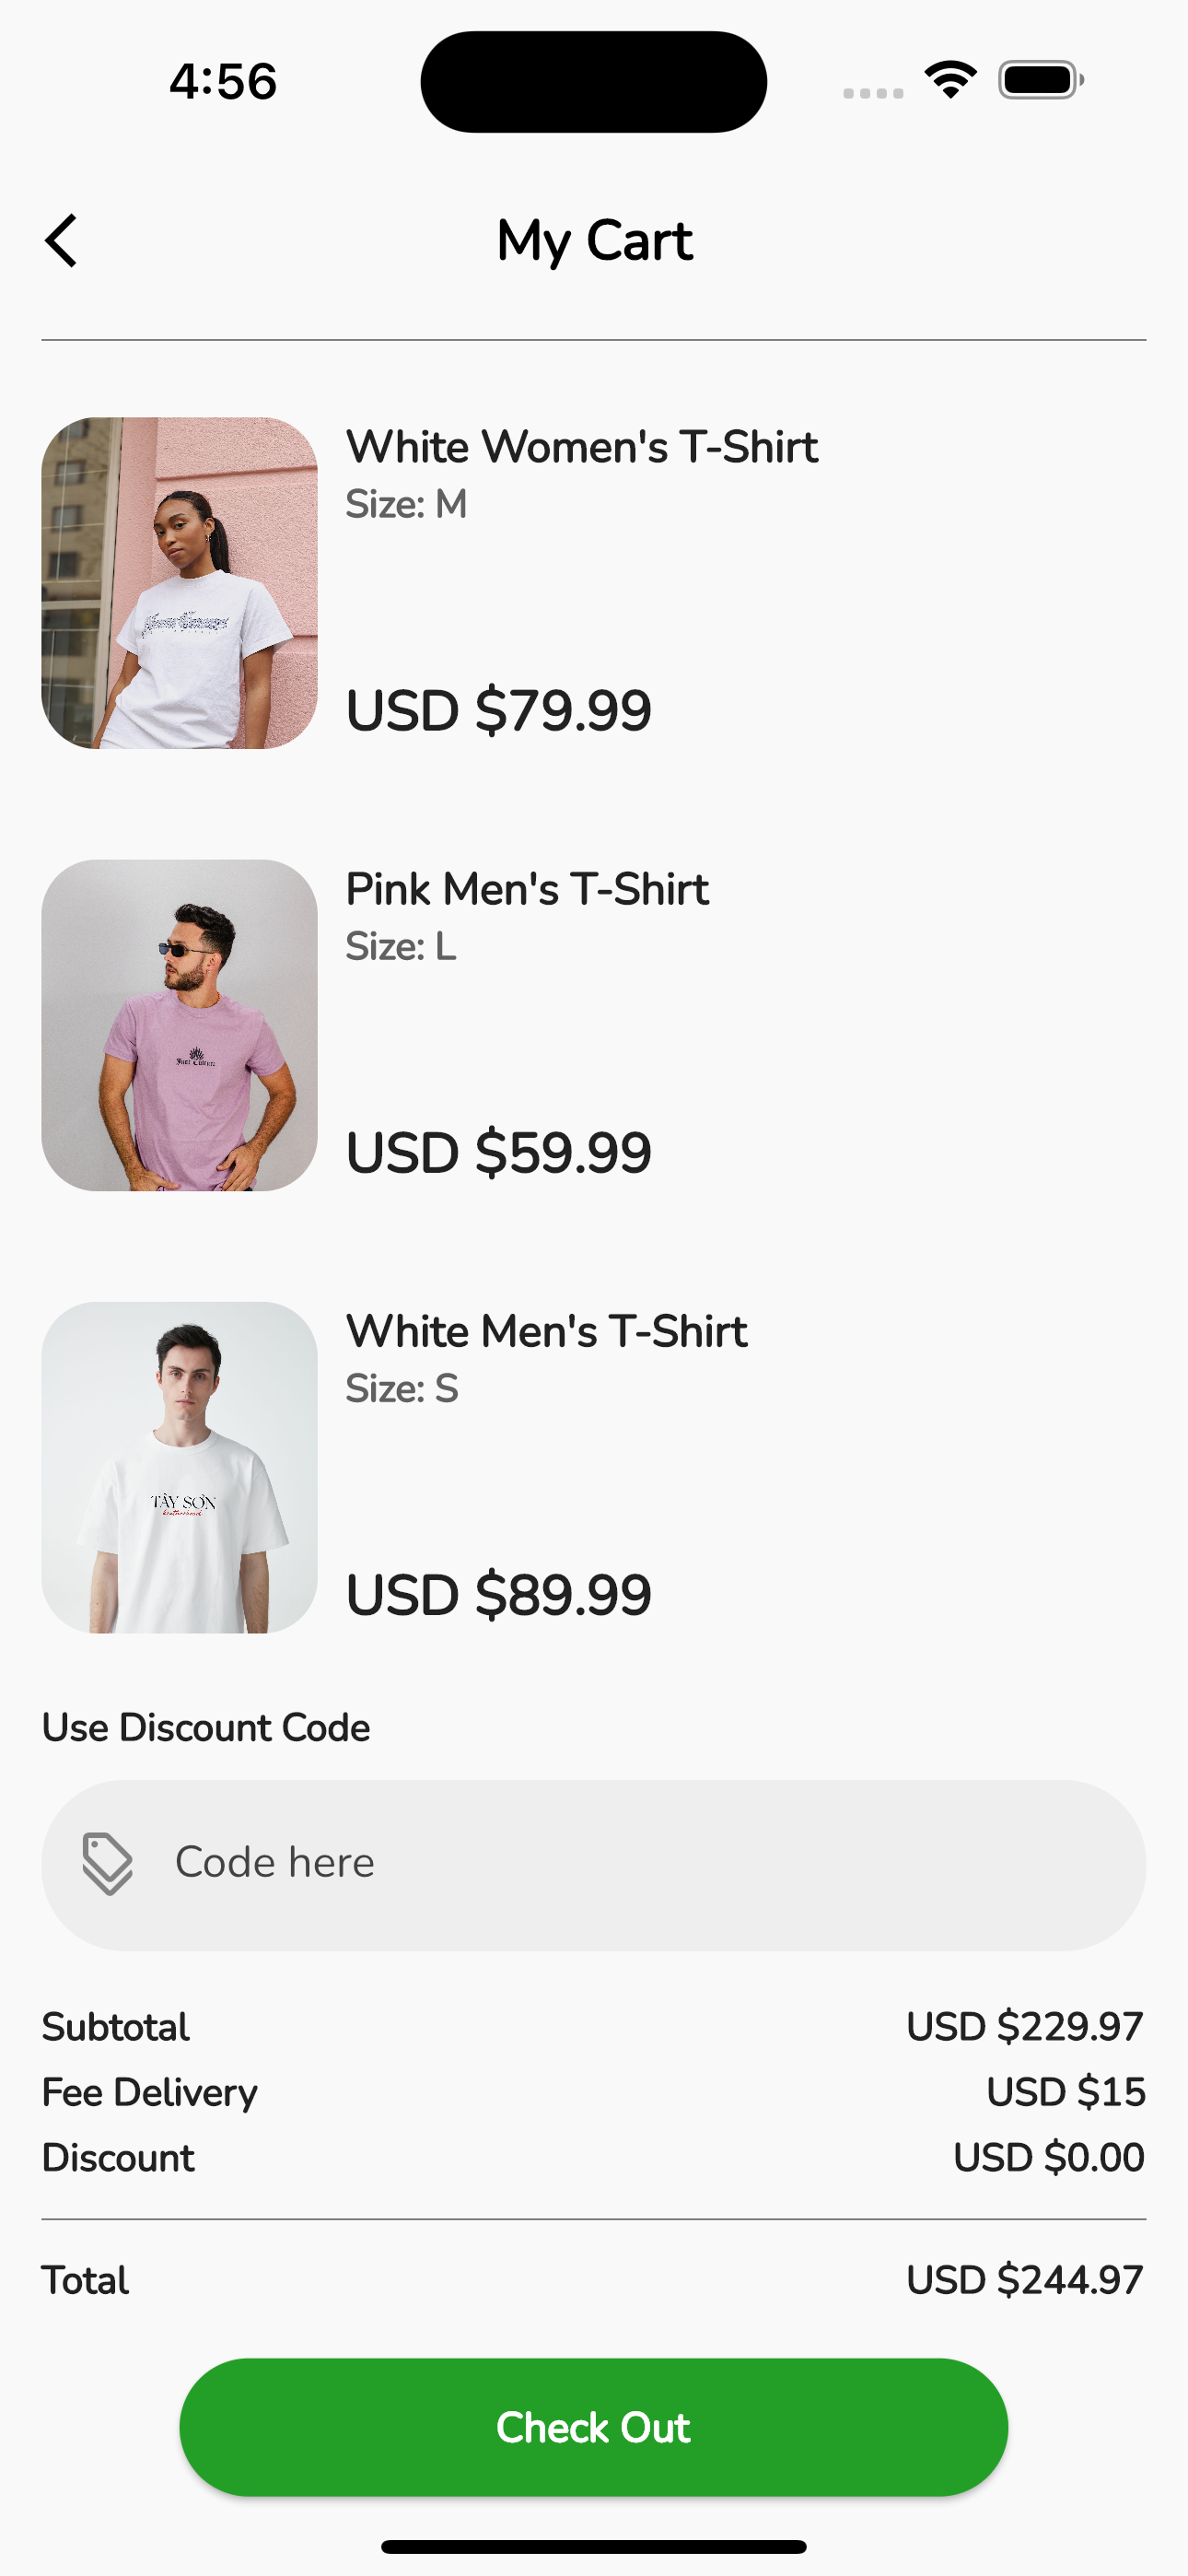 4:56
My Cart
White Women's T-Shirt
Size: M
USD $79.99
Pink Men's T-Shirt
Size: L
USD $59.99
White Men's T-Shirt
Size: S
TÂY SƠN
brotherhood
USD $89.99
Use Discount Code
Code here
Subtotal
USD $229.97
Fee Delivery
USD $15
Discount
USD $0.00
Total
USD $244.97
Check Out